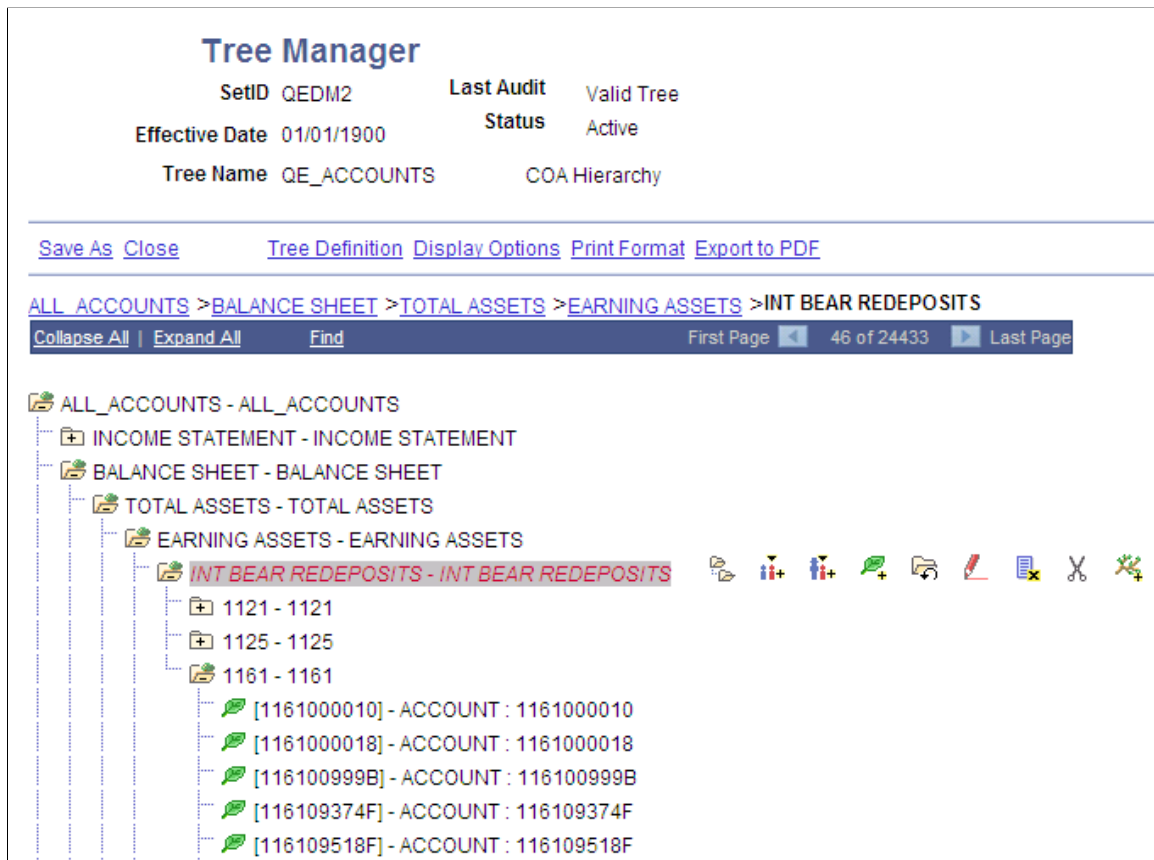 Tree Manager
SetID QEDM2 Last Audit Valid Tree
Effective Date 01/01/1900 Status Active
Tree Name QE_ACCOUNTS COA Hierarchy
Save As Close Tree Definition Display Options Print Format Export to PDF
ALL_ACCOUNTS >BALANCE SHEET >TOTAL ASSETS >EARNING ASSETS >INT BEAR REDEPOSITS
Collapse All | Expand All Find First Page 46 of 24433 Last Page
ALL_ACCOUNTS - ALL_ACCOUNTS
INCOME STATEMENT - INCOME STATEMENT
BALANCE SHEET - BALANCE SHEET
TOTAL ASSETS - TOTAL ASSETS
EARNING ASSETS - EARNING ASSETS
INT BEAR REDEPOSITS - INT BEAR REDEPOSITS
1121 - 1121
1125 - 1125
1161 - 1161
[1161000010] - ACCOUNT : 1161000010
[1161000018] - ACCOUNT : 1161000018
[116100999B] - ACCOUNT : 116100999B
[116109374F] - ACCOUNT : 116109374F
[116109518F] - ACCOUNT : 116109518F